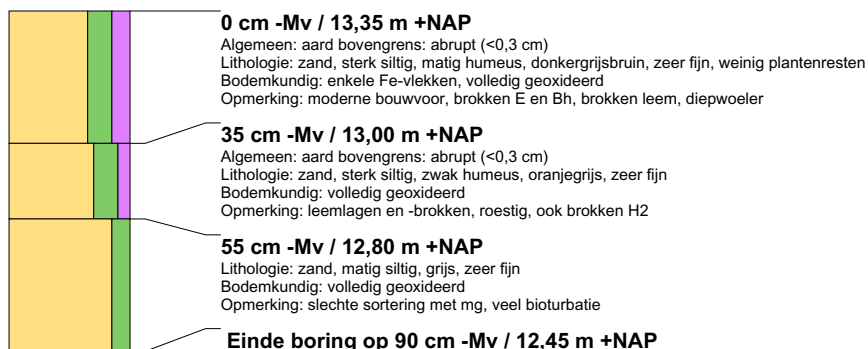 0 cm -Mv / 13,35 m +NAP
Algemeen: aard bovengrens: abrupt (<0,3 cm)
Lithologie: zand, sterk siltig, matig humeus, donkergrijsbruin, zeer fijn, weinig plantenresten
Bodemkundig: enkele Fe-vlekken, volledig geoxideerd
Opmerking: moderne bouwvoor, brokken E en Bh, brokken leem, diepwoeler
35 cm -Mv / 13,00 m +NAP
Algemeen: aard bovengrens: abrupt (<0,3 cm)
Lithologie: zand, sterk siltig, zwak humeus, oranjegrijs, zeer fijn
Bodemkundig: volledig geoxideerd
Opmerking: leemlagen en -brokken, roestig, ook brokken H2
55 cm -Mv / 12,80 m +NAP
Lithologie: zand, matig siltig, grijs, zeer fijn
Bodemkundig: volledig geoxideerd
Opmerking: slechte sortering met mg, veel bioturbatie
Einde boring op 90 cm -Mv / 12,45 m +NAP